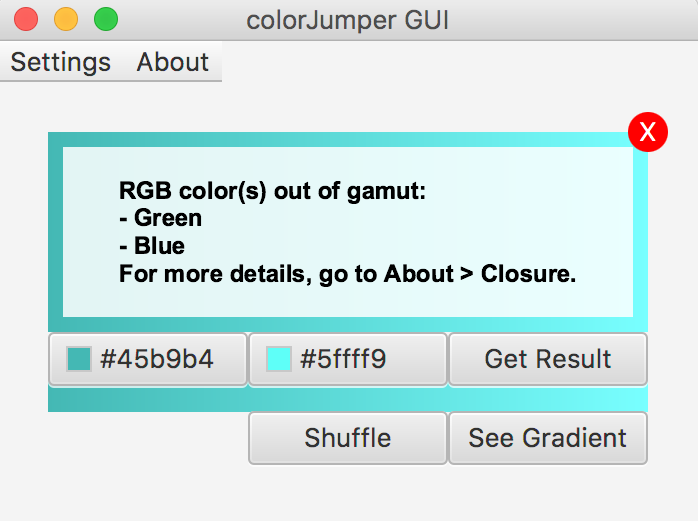 colorJumper GUI
Settings About
X
RGB color(s) out of gamut:
- Green
- Blue
For more details, go to About > Closure.
#45b9b4 #5ffff9 Get Result
Shuffle See Gradient